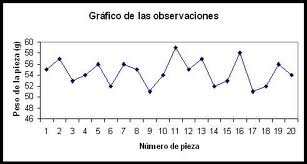 Gráfico de las observaciones
Peso de la pieza (g)
60
58
56
54
52
50
48
46
1 2 3 4 5 6 7 8 9 10 11 12 13 14 15 16 17 18 19 20
Número de pieza